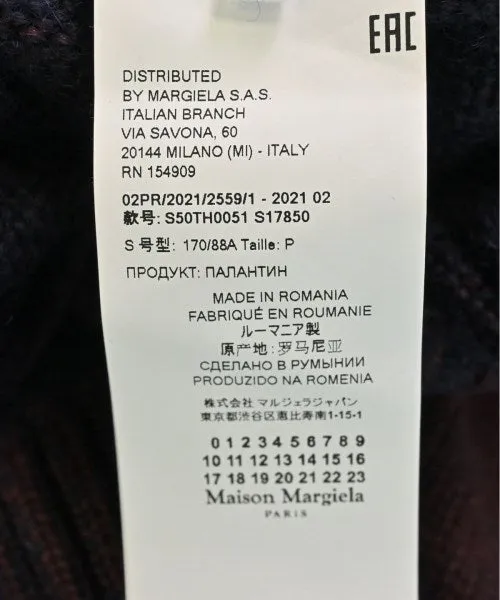 EAC
DISTRIBUTED
BY MARGIELA S.A.S.
ITALIAN BRANCH
VIA SAVONA, 60
20144 MILANO (MI) - ITALY
RN 154909
02PR/2021/2559/1 - 2021 02
款号: S50TH0051 S17850
S 号型: 170/88A Taille: P
ПРОДУКТ: ПАЛАНТИН
MADE IN ROMANIA
FABRIQUÉ EN ROUMANIE
ルーマニア製
原产地: 罗马尼亚
СДЕЛАНО В РУМЫНИИ
PRODUZIDO NA ROMENIA
株式会社 マルジェラジャパン
東京都渋谷区恵比寿南1-15-1
0 1 2 3 4 5 6 7 8 9
10 11 12 13 14 15 16
17 18 19 20 21 22 23
Maison Margiela
PARIS